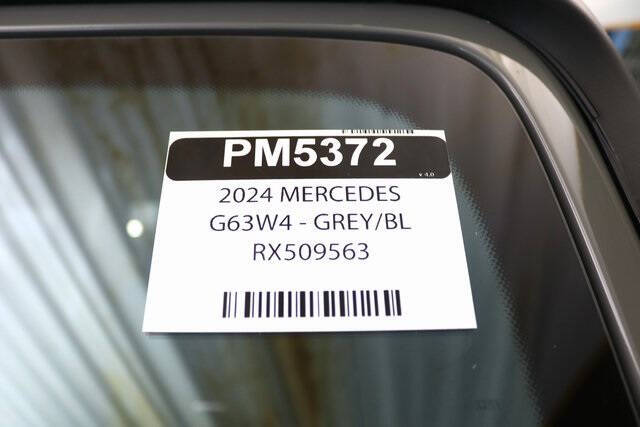 PM5372
v 4.0
2024 MERCEDES
G63W4 - GREY/BL
RX509563